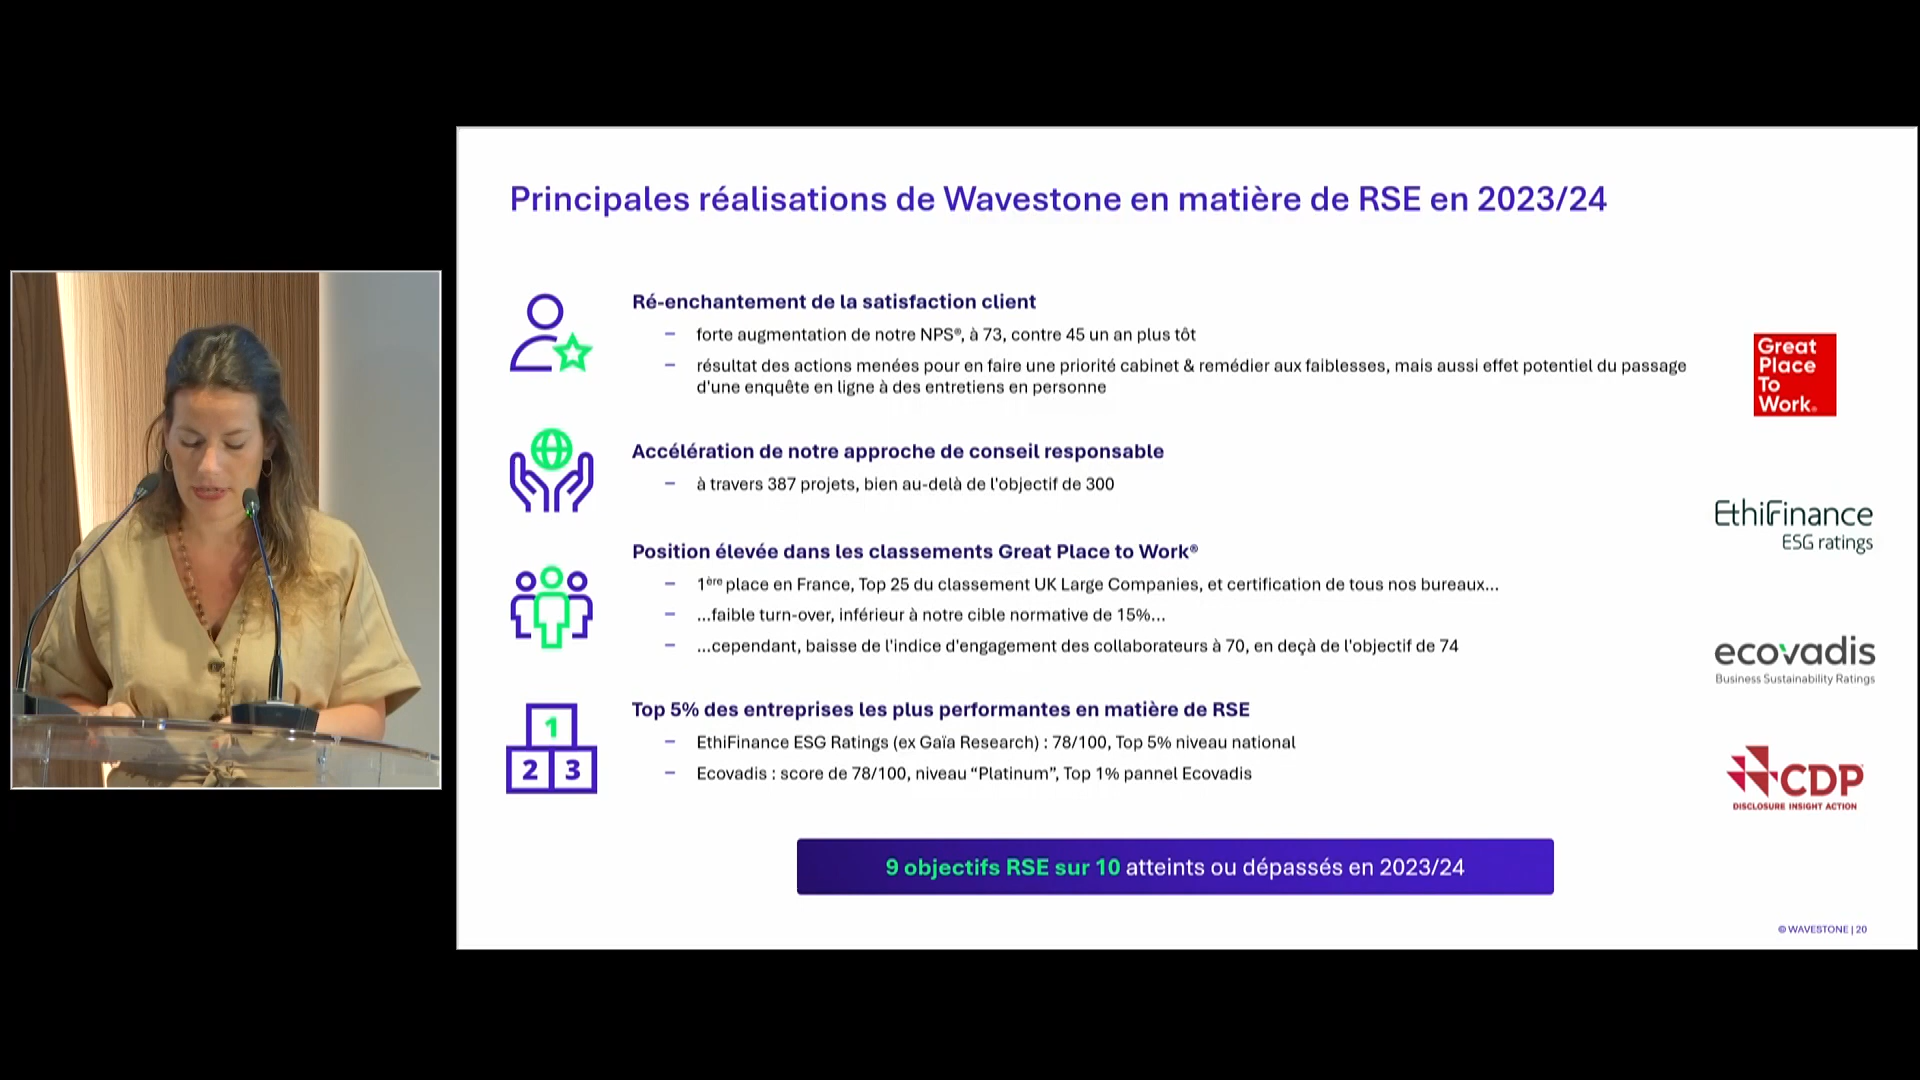 Principales réalisations de Wavestone en matière de RSE en 2023/24
Ré-enchantement de la satisfaction client
– forte augmentation de notre NPS®, à 73, contre 45 un an plus tôt
– résultat des actions menées pour en faire une priorité cabinet & remédier aux faiblesses, mais aussi effet potentiel du passage
d'une enquête en ligne à des entretiens en personne
Accélération de notre approche de conseil responsable
– à travers 387 projets, bien au-delà de l'objectif de 300
Position élevée dans les classements Great Place to Work®
– 1ère place en France, Top 25 du classement UK Large Companies, et certification de tous nos bureaux...
– ...faible turn-over, inférieur à notre cible normative de 15%...
– ...cependant, baisse de l'indice d'engagement des collaborateurs à 70, en deçà de l'objectif de 74
1
2 3
Top 5% des entreprises les plus performantes en matière de RSE
– EthiFinance ESG Ratings (ex Gaïa Research) : 78/100, Top 5% niveau national
– Ecovadis : score de 78/100, niveau “Platinum”, Top 1% pannel Ecovadis
9 objectifs RSE sur 10 atteints ou dépassés en 2023/24
Great
Place
To
Work.
EthiFinance
ESG ratings
ecovadis
Business Sustainability Ratings
CDP
DISCLOSURE INSIGHT ACTION
© WAVESTONE | 20